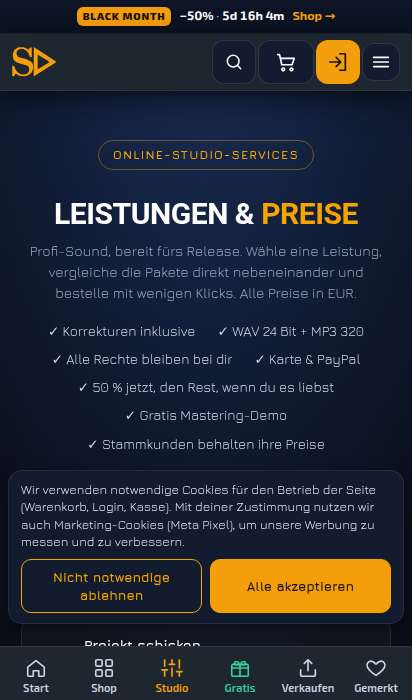 BLACK MONTH −50% · 5d 16h 4m Shop →
S
ONLINE-STUDIO-SERVICES
LEISTUNGEN & PREISE
Profi-Sound, bereit fürs Release. Wähle eine Leistung,
vergleiche die Pakete direkt nebeneinander und
bestelle mit wenigen Klicks. Alle Preise in EUR.
✓ Korrekturen inklusive ✓ WAV 24 Bit + MP3 320
✓ Alle Rechte bleiben bei dir ✓ Karte & PayPal
✓ 50 % jetzt, den Rest, wenn du es liebst
✓ Gratis Mastering-Demo
✓ Stammkunden behalten ihre Preise
Wir verwenden notwendige Cookies für den Betrieb der Seite
(Warenkorb, Login, Kasse). Mit deiner Zustimmung nutzen wir
auch Marketing-Cookies (Meta Pixel), um unsere Werbung zu
messen und zu verbessern.
Nicht notwendige
ablehnen
Alle akzeptieren
Projekt schicken
Start Shop Studio Gratis Verkaufen Gemerkt